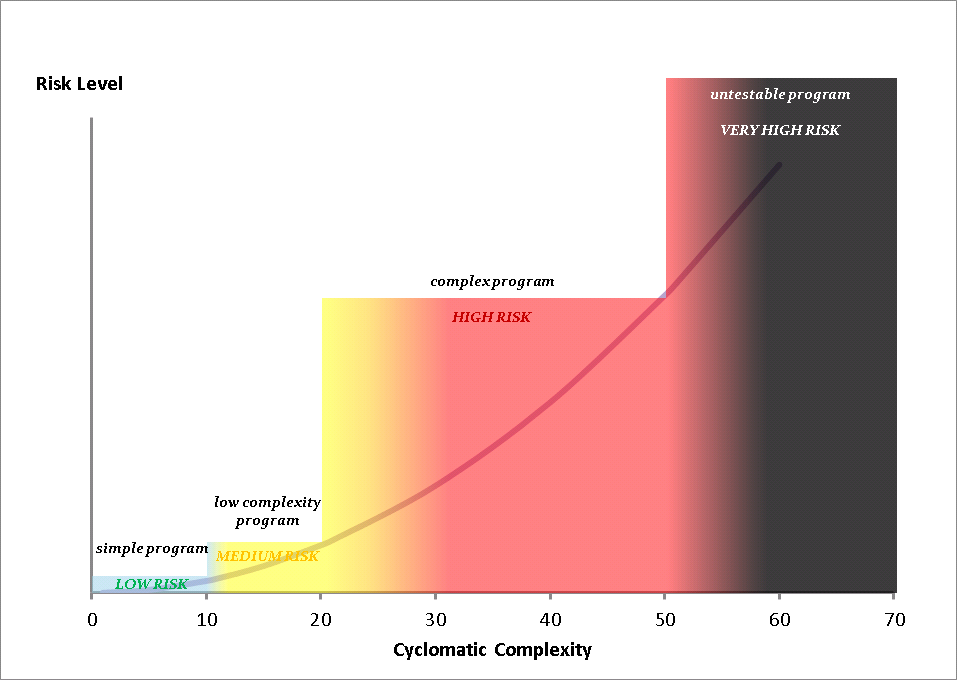 Risk Level
untestable program
VERY HIGH RISK
complex program
HIGH RISK
low complexity
program
simple program
MEDIUM RISK
LOW RISK
0 10 20 30 40 50 60 70
Cyclomatic Complexity